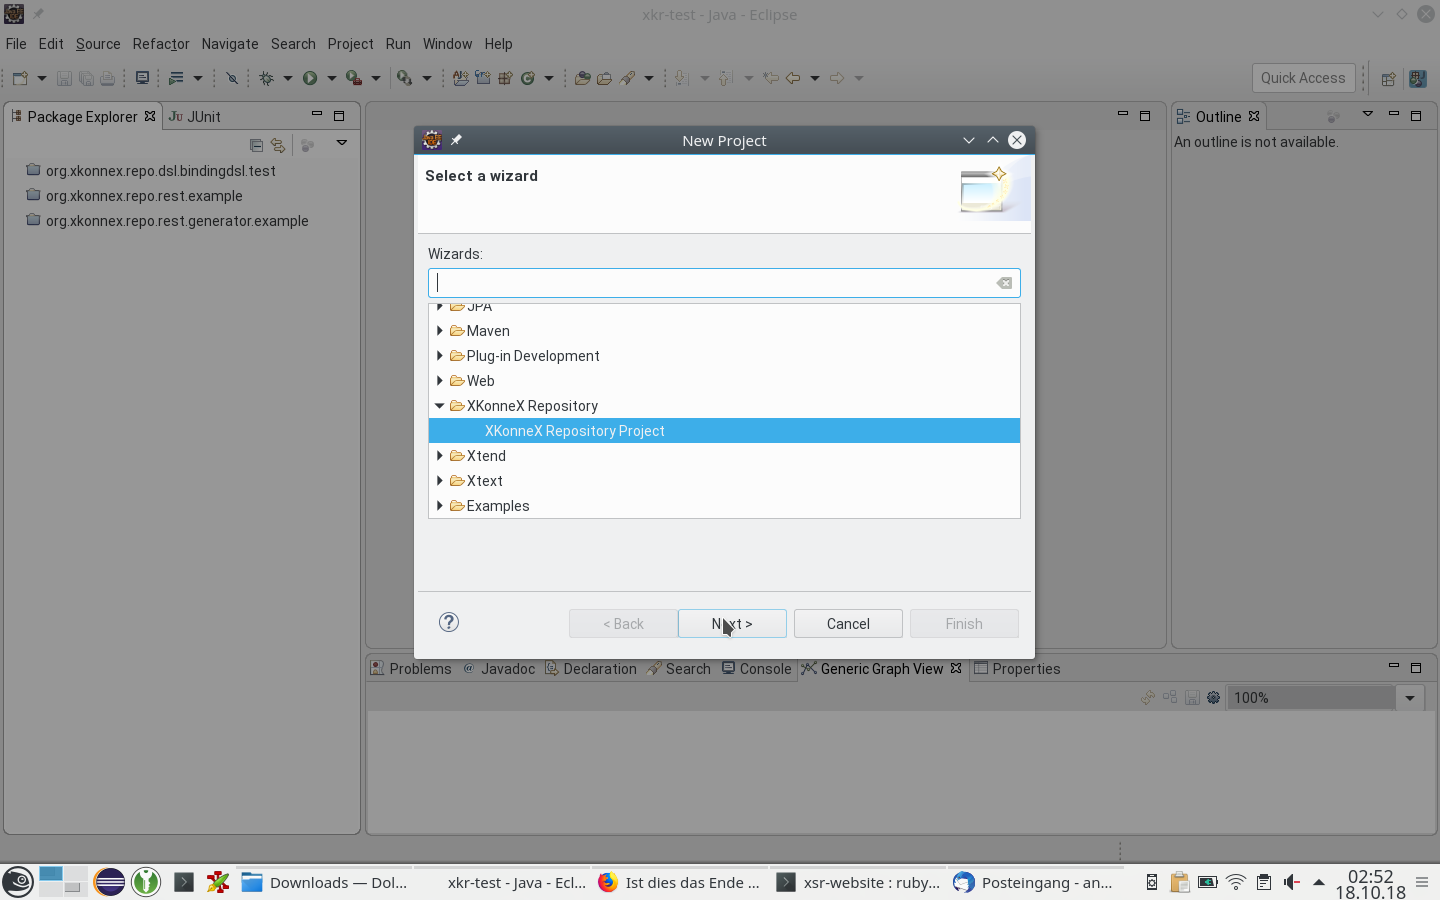 xkr-test - Java - Eclipse
File Edit Source Refactor Navigate Search Project Run Window Help
Quick Access
Package Explorer
JUnit
org.xkonnex.repo.dsl.bindingdsl.test
org.xkonnex.repo.rest.example
org.xkonnex.repo.rest.generator.example
Outline
An outline is not available.
New Project
Select a wizard
Wizards:
JPA
Maven
Plug-in Development
Web
XKonneX Repository
XKonneX Repository Project
Xtend
Xtext
Examples
< Back Next > Cancel Finish
Problems @ Javadoc Declaration Search Console Generic Graph View Properties
100%
Downloads — Dol...
xkr-test - Java - Ecl...
Ist dies das Ende ...
xsr-website : ruby...
Posteingang - an...
02:52
18.10.18